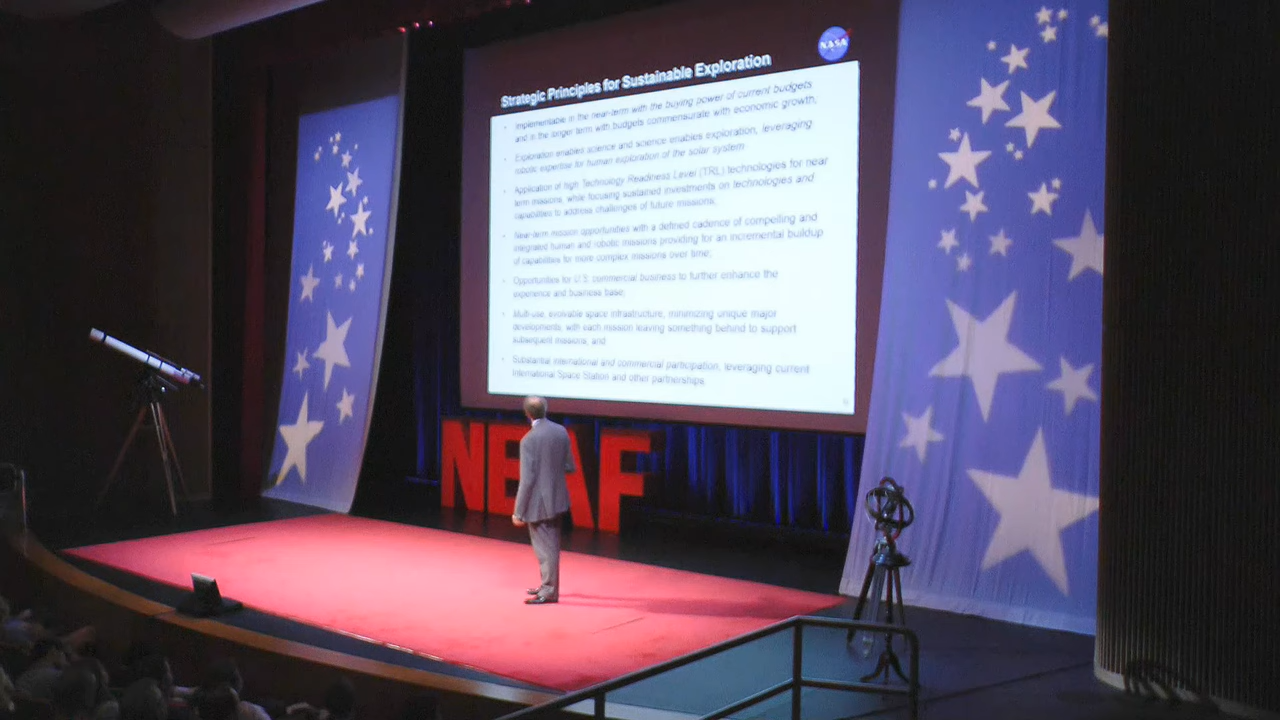 NASA
Strategic Principles for Sustainable Exploration
• Implementable in the near-term with the buying power of current budgets
and in the longer term with budgets commensurate with economic growth;
• Exploration enables science and science enables exploration, leveraging
robotic expertise for human exploration of the solar system
• Application of high Technology Readiness Level (TRL) technologies for near
term missions, while focusing sustained investments on technologies and
capabilities to address challenges of future missions;
• Near-term mission opportunities with a defined cadence of compelling and
integrated human and robotic missions providing for an incremental buildup
of capabilities for more complex missions over time;
• Opportunities for U.S. commercial business to further enhance the
experience and business base;
• Multi-use, evolvable space infrastructure, minimizing unique major
developments, with each mission leaving something behind to support
subsequent missions; and
• Substantial international and commercial participation, leveraging current
International Space Station and other partnerships.
NEAF